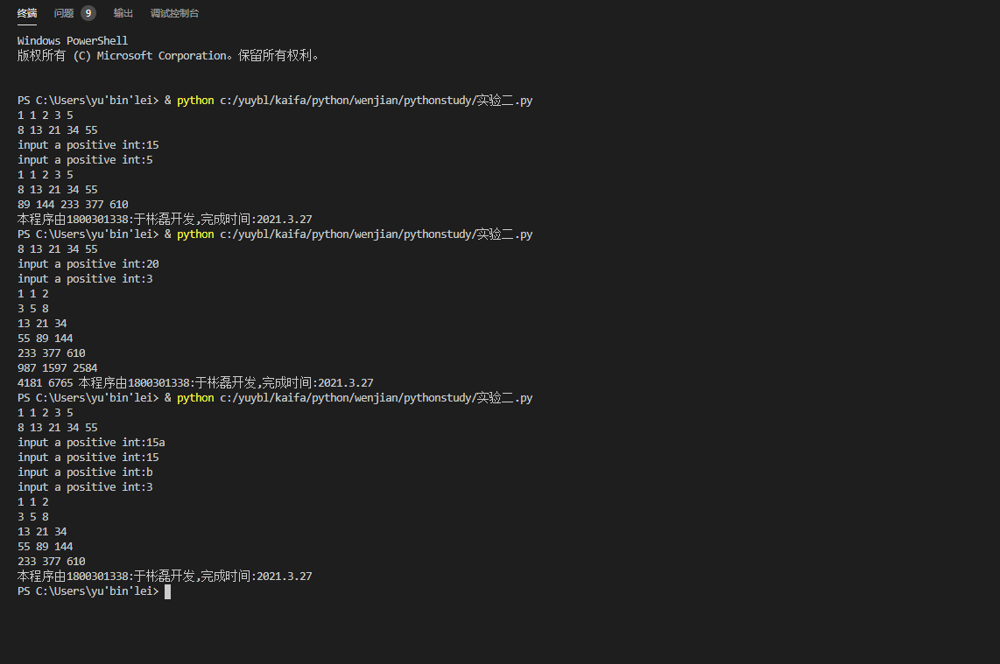 终端 问题 9 输出 调试控制台
Windows PowerShell
版权所有 (C) Microsoft Corporation。保留所有权利。
PS C:\Users\yu'bin'lei> & python c:/yuybl/kaifa/python/wenjian/pythonstudy/实验二.py
1 1 2 3 5
8 13 21 34 55
input a positive int:15
input a positive int:5
1 1 2 3 5
8 13 21 34 55
89 144 233 377 610
本程序由1800301338:于彬磊开发,完成时间:2021.3.27
PS C:\Users\yu'bin'lei> & python c:/yuybl/kaifa/python/wenjian/pythonstudy/实验二.py
8 13 21 34 55
input a positive int:20
input a positive int:3
1 1 2
3 5 8
13 21 34
55 89 144
233 377 610
987 1597 2584
4181 6765 本程序由1800301338:于彬磊开发,完成时间:2021.3.27
PS C:\Users\yu'bin'lei> & python c:/yuybl/kaifa/python/wenjian/pythonstudy/实验二.py
1 1 2 3 5
8 13 21 34 55
input a positive int:15a
input a positive int:15
input a positive int:b
input a positive int:3
1 1 2
3 5 8
13 21 34
55 89 144
233 377 610
本程序由1800301338:于彬磊开发,完成时间:2021.3.27
PS C:\Users\yu'bin'lei>